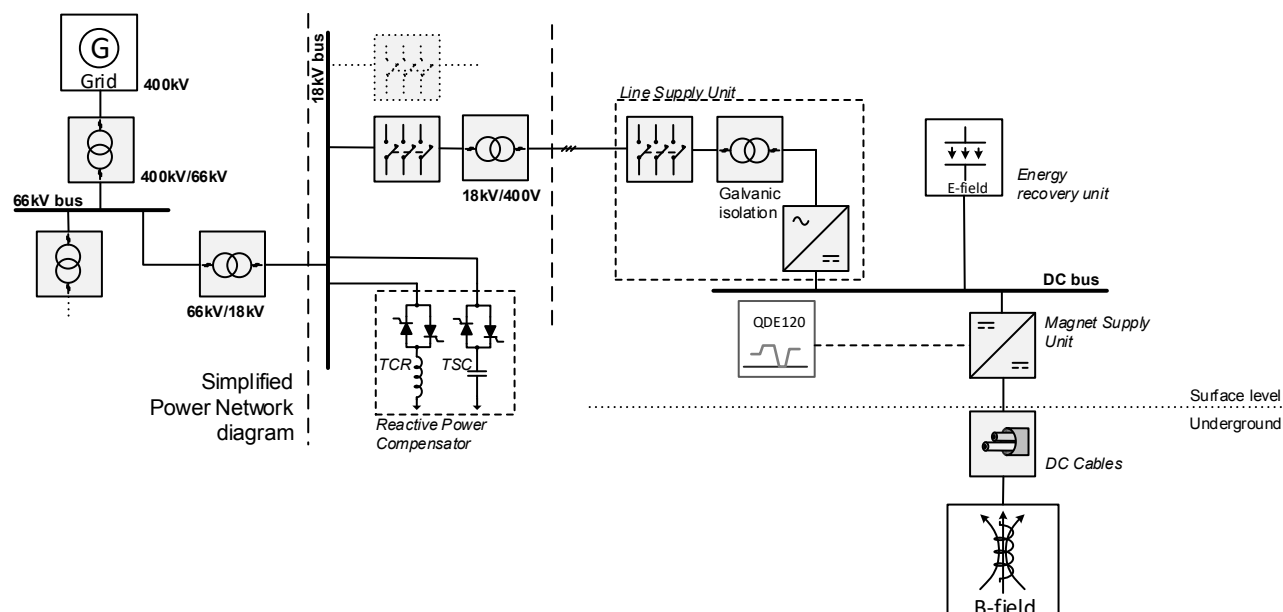 G
Grid
400kV
400kV/66kV
66kV bus
66kV/18kV
Simplified
Power Network
diagram
18kV bus
18kV/400V
TCR
TSC
Reactive Power
Compensator
Line Supply Unit
Galvanic
isolation
E-field
Energy
recovery unit
DC bus
QDE120
Magnet Supply
Unit
Surface level
Underground
DC Cables
B-field